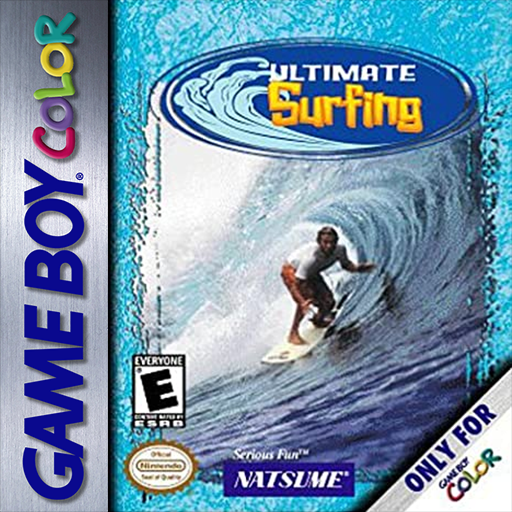 GAME BOY COLOR
ULTIMATE
Surfing
EVERYONE
E
CONTENT RATED BY
ESRB
Official
Nintendo
Seal of Quality
Serious Fun™
NATSUME®
ONLY FOR
GAME BOY
COLOR